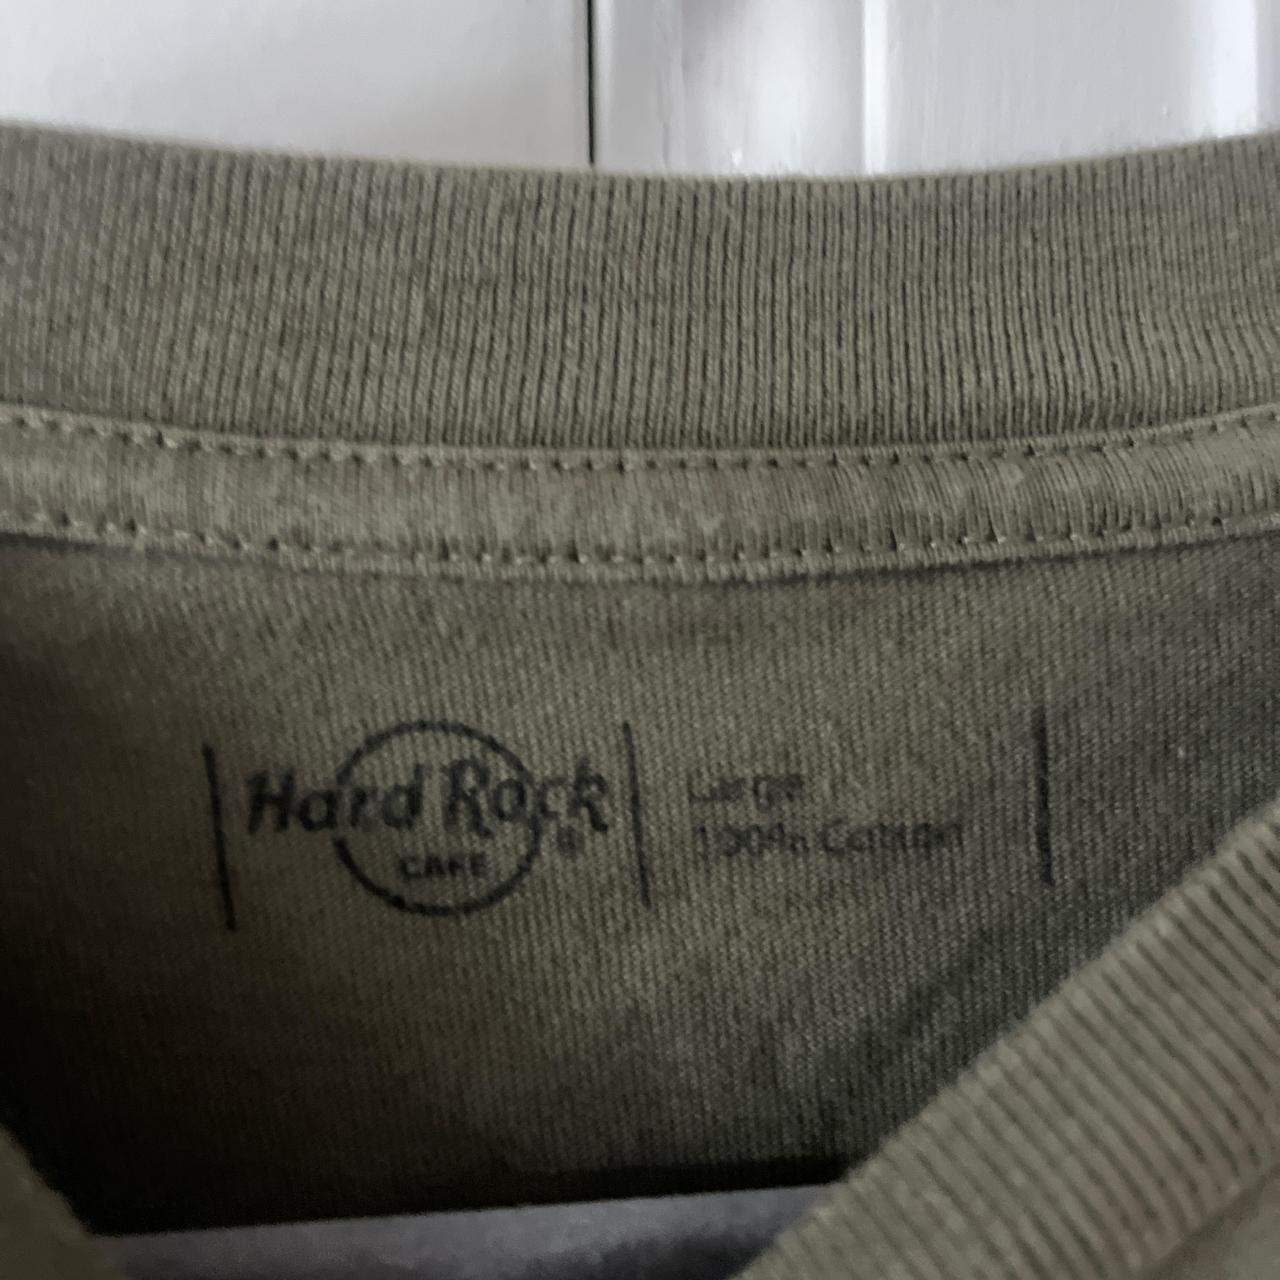 Hard Rock®
CAFE
Large
100% Cotton